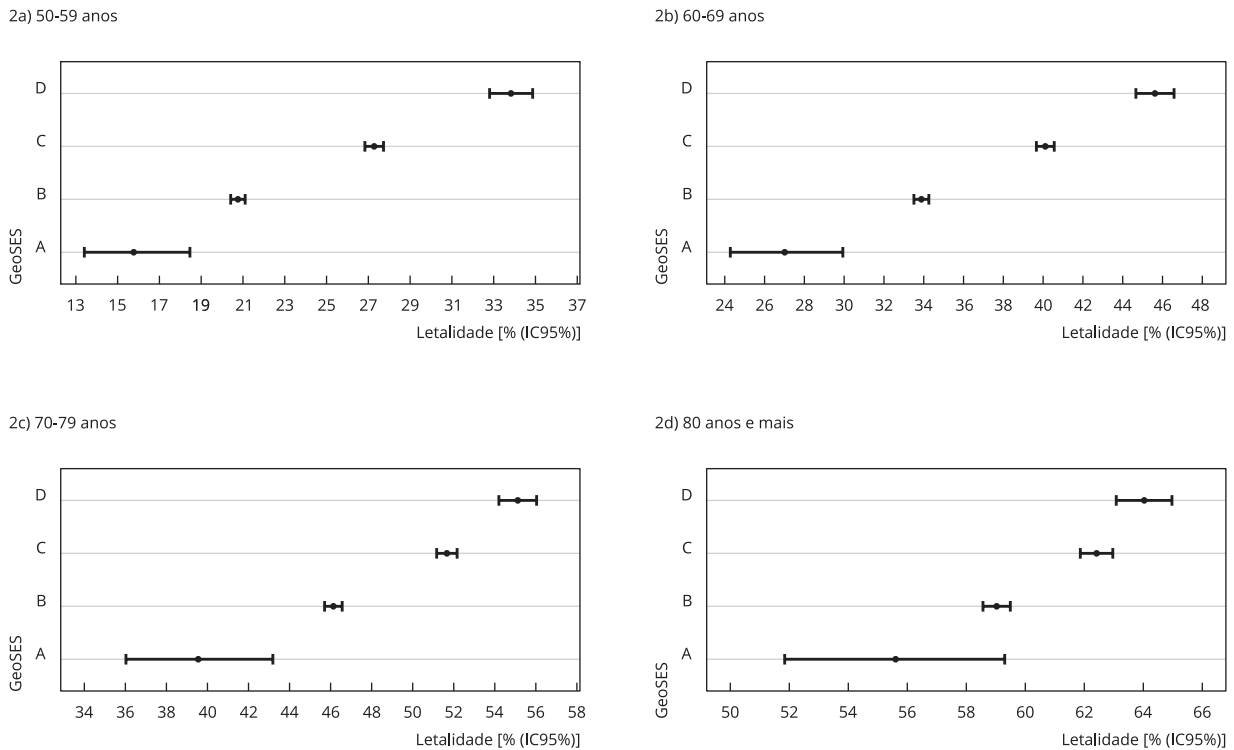 2a) 50-59 anos
D
C
B
A
GeoSES
13 15 17 19 21 23 25 27 29 31 33 35 37
Letalidade [% (IC95%)]
2b) 60-69 anos
D
C
B
A
GeoSES
24 26 28 30 32 34 36 38 40 42 44 46 48
Letalidade [% (IC95%)]
2c) 70-79 anos
D
C
B
A
GeoSES
34 36 38 40 42 44 46 48 50 52 54 56 58
Letalidade [% (IC95%)]
2d) 80 anos e mais
D
C
B
A
GeoSES
50 52 54 56 58 60 62 64 66
Letalidade [% (IC95%)]